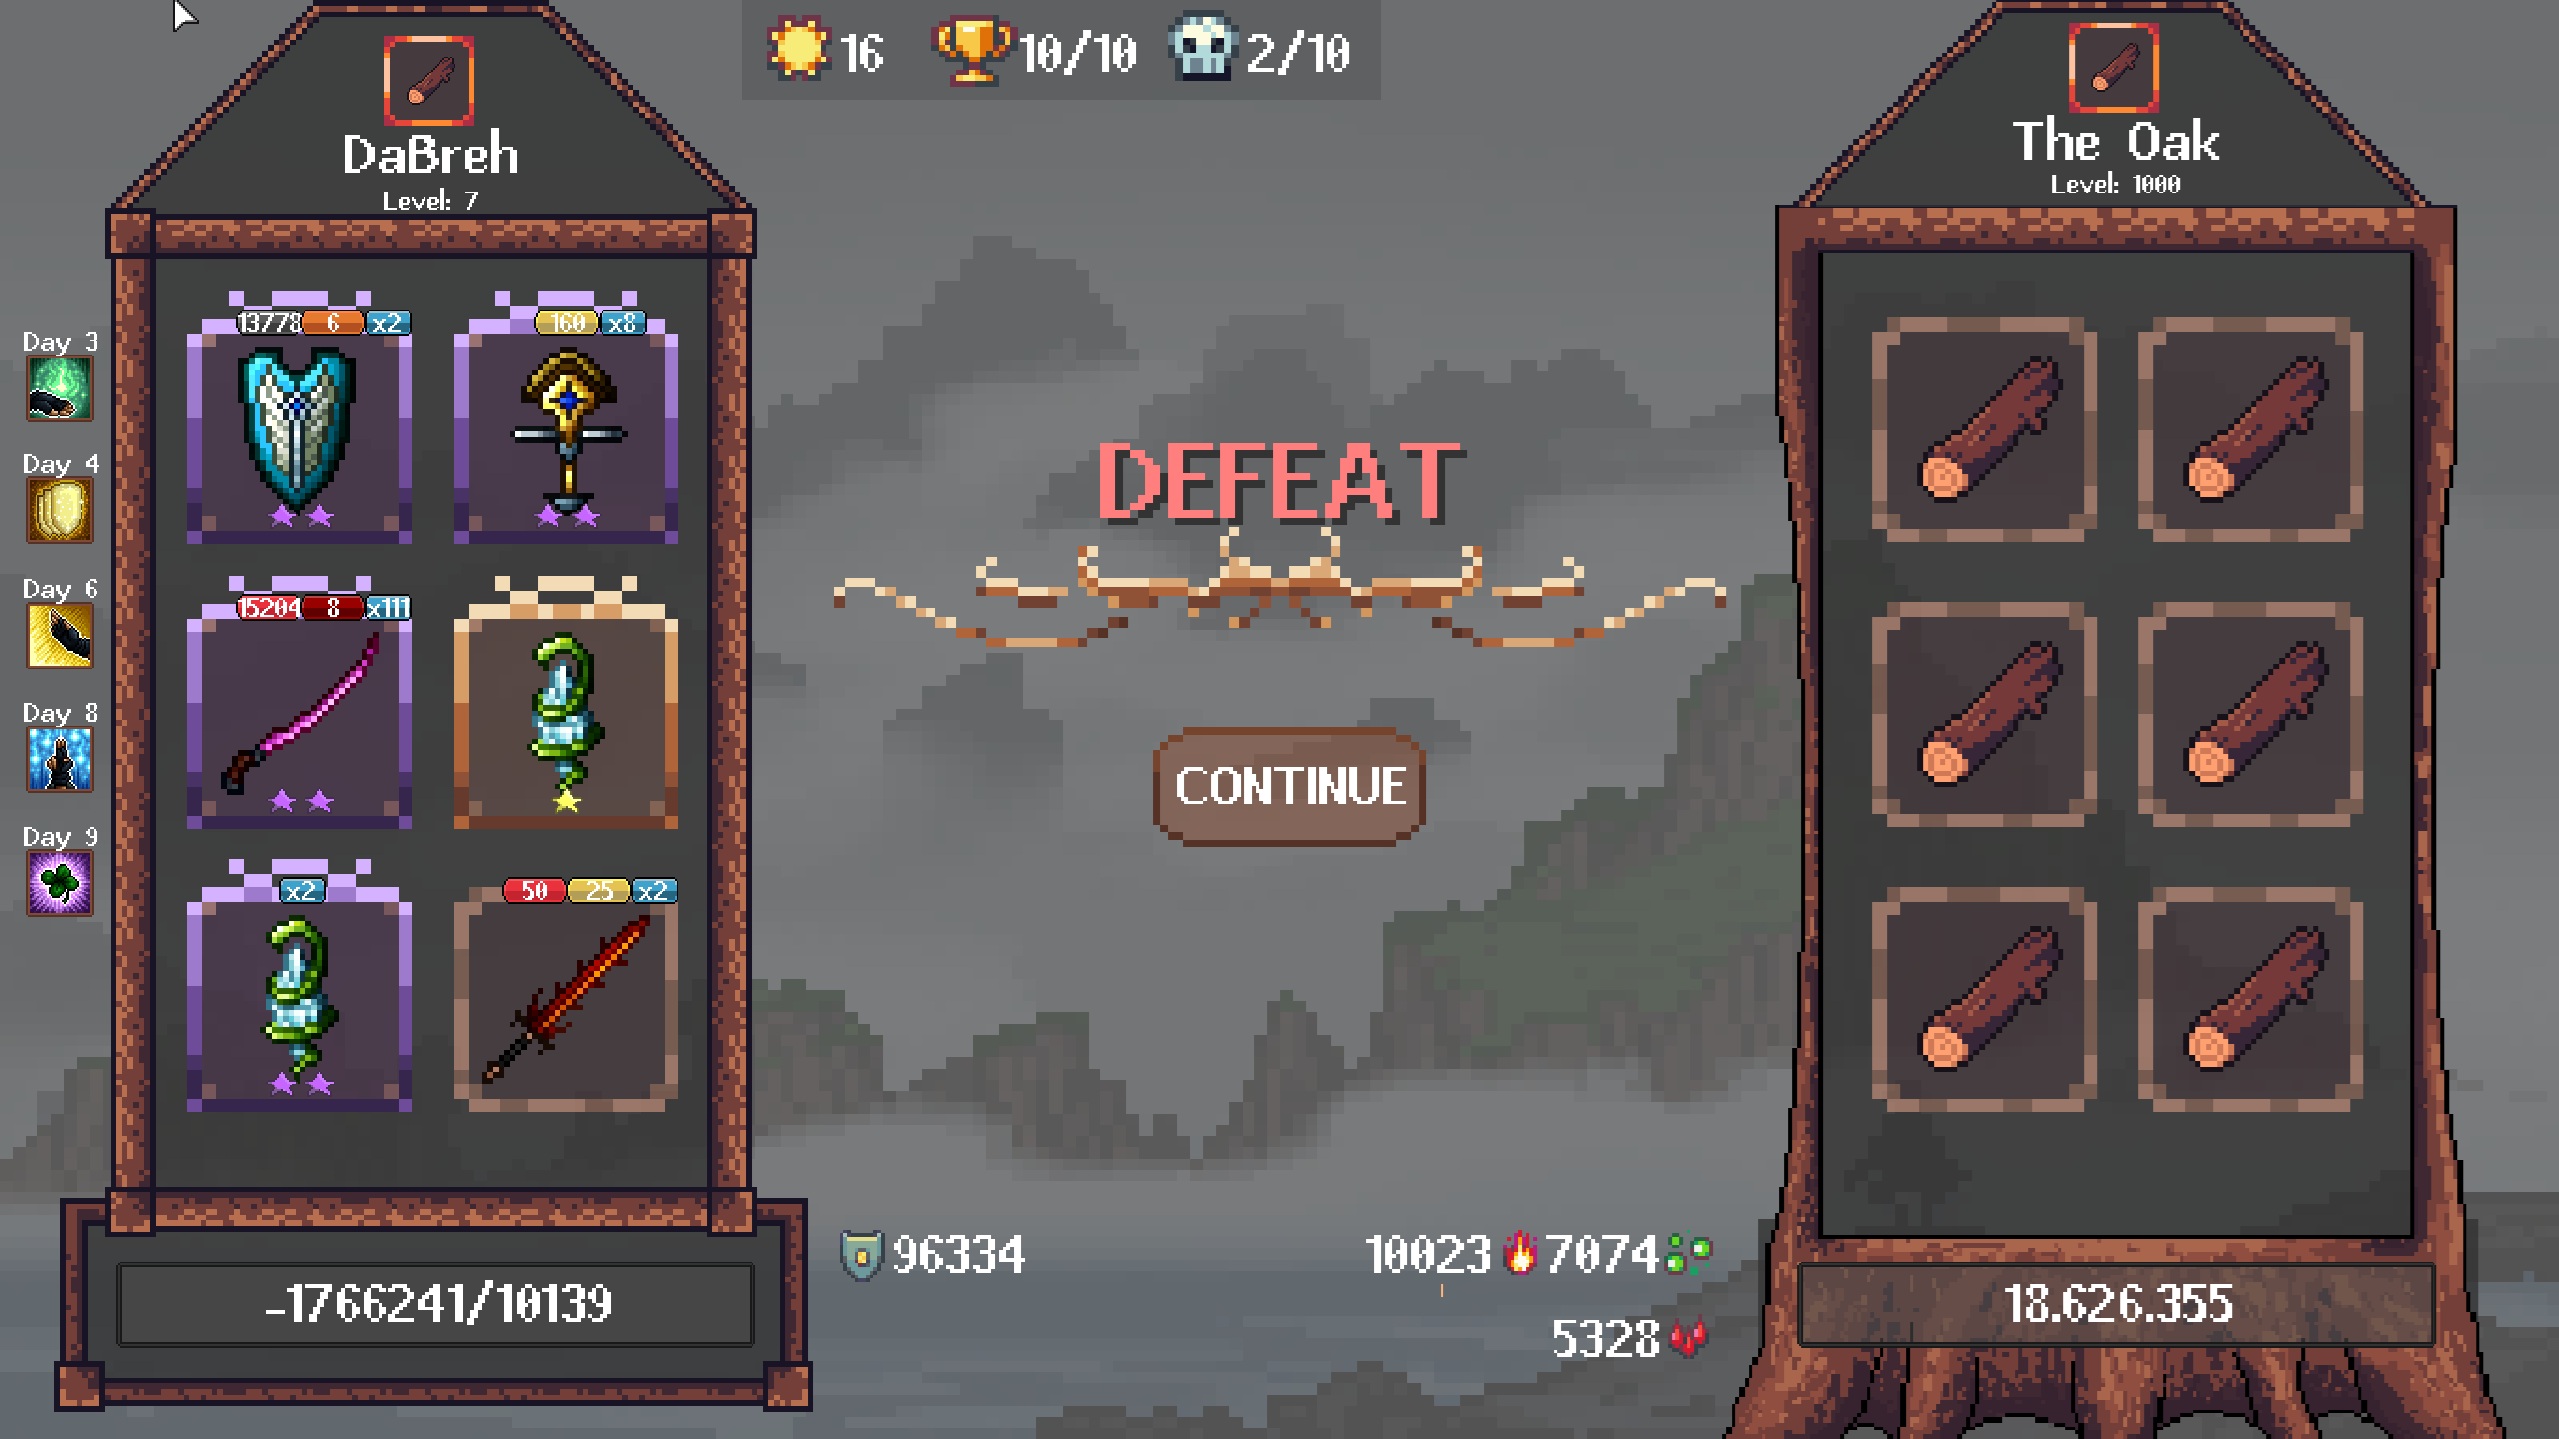 16 10/10 2/10
DaBreh
Level: 7
The Oak
Level: 1000
Day 3
Day 4
Day 6
Day 8
Day 9
13778 6 x2
160 x8
15204 8 x111
x2
50 25 x2
DEFEAT
CONTINUE
96334
10023 7074
5328
-1766241/10139
18.626.355